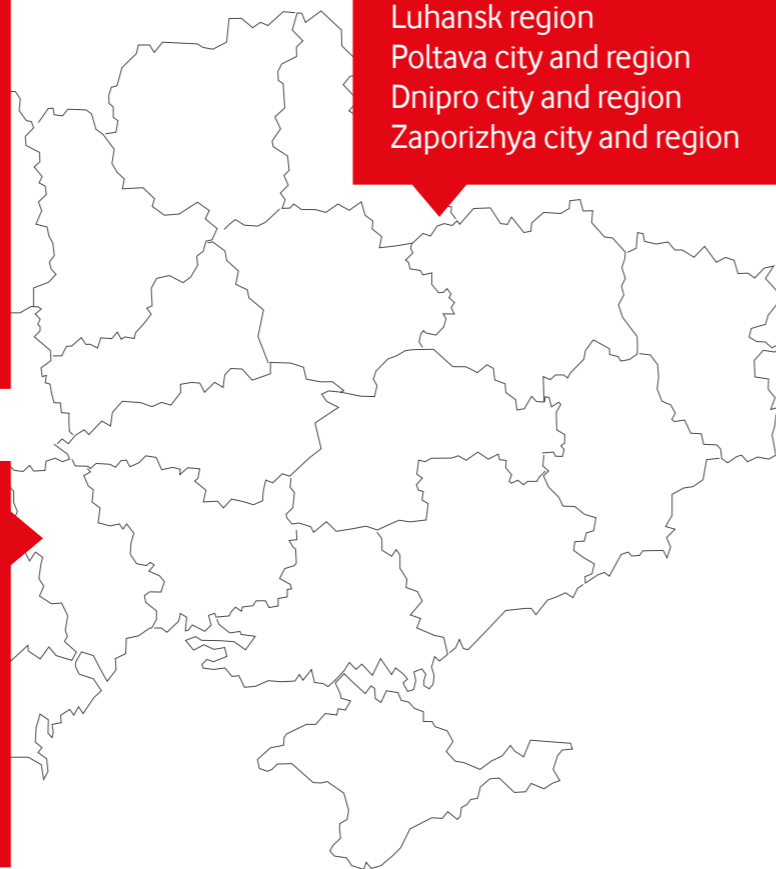 Luhansk region
Poltava city and region
Dnipro city and region
Zaporizhya city and region